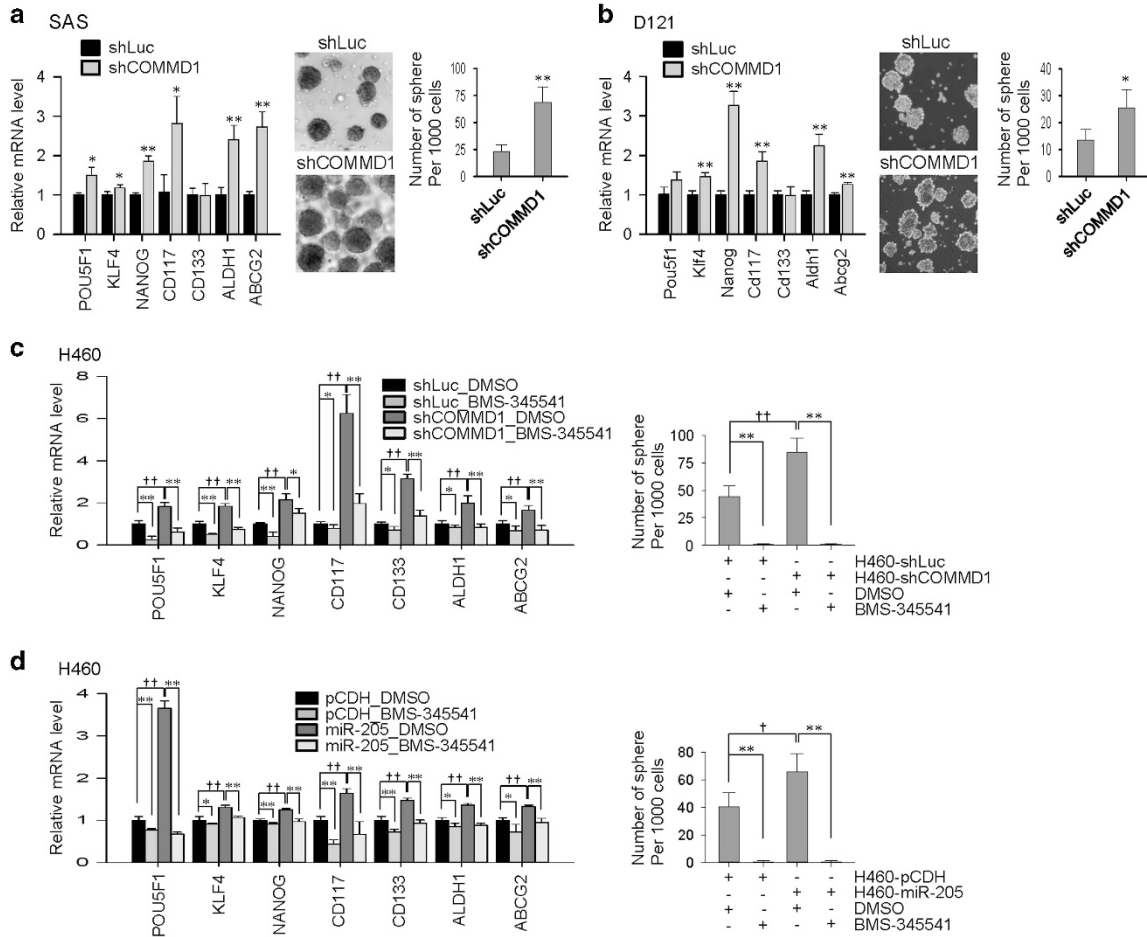 a
SAS
shLuc
shCOMMD1
Relative mRNA level
4
3
2
1
0
* * ** * ** **
POU5F1 KLF4 NANOG CD117 CD133 ALDH1 ABCG2
shLuc
shCOMMD1
Number of sphere
Per 1000 cells
100
75
50
25
0
**
shLuc shCOMMD1
b
D121
shLuc
shCOMMD1
Relative mRNA level
4
3
2
1
0
** ** ** ** **
Pou5f1 Klf4 Nanog Cd117 Cd133 Aldh1 Abcg2
shLuc
shCOMMD1
Number of sphere
Per 1000 cells
40
30
20
10
0
*
shLuc shCOMMD1
c
H460
Relative mRNA level
8
6
4
2
0
shLuc_DMSO
shLuc_BMS-345541
shCOMMD1_DMSO
shCOMMD1_BMS-345541
†† †† †† †† †† †† ††
** ** ** ** ** * * ** * ** * ** * **
POU5F1 KLF4 NANOG CD117 CD133 ALDH1 ABCG2
Number of sphere
Per 1000 cells
100
75
50
25
0
††
** **
+ + - - H460-shLuc
- - + + H460-shCOMMD1
+ - + - DMSO
- + - + BMS-345541
d
H460
Relative mRNA level
4
3
2
1
0
pCDH_DMSO
pCDH_BMS-345541
miR-205_DMSO
miR-205_BMS-345541
†† †† †† †† †† †† ††
** ** * ** ** ** ** ** ** ** * ** * **
POU5F1 KLF4 NANOG CD117 CD133 ALDH1 ABCG2
Number of sphere
Per 1000 cells
80
60
40
20
0
†
** **
+ + - - H460-pCDH
- - + + H460-miR-205
+ - + - DMSO
- + - + BMS-345541